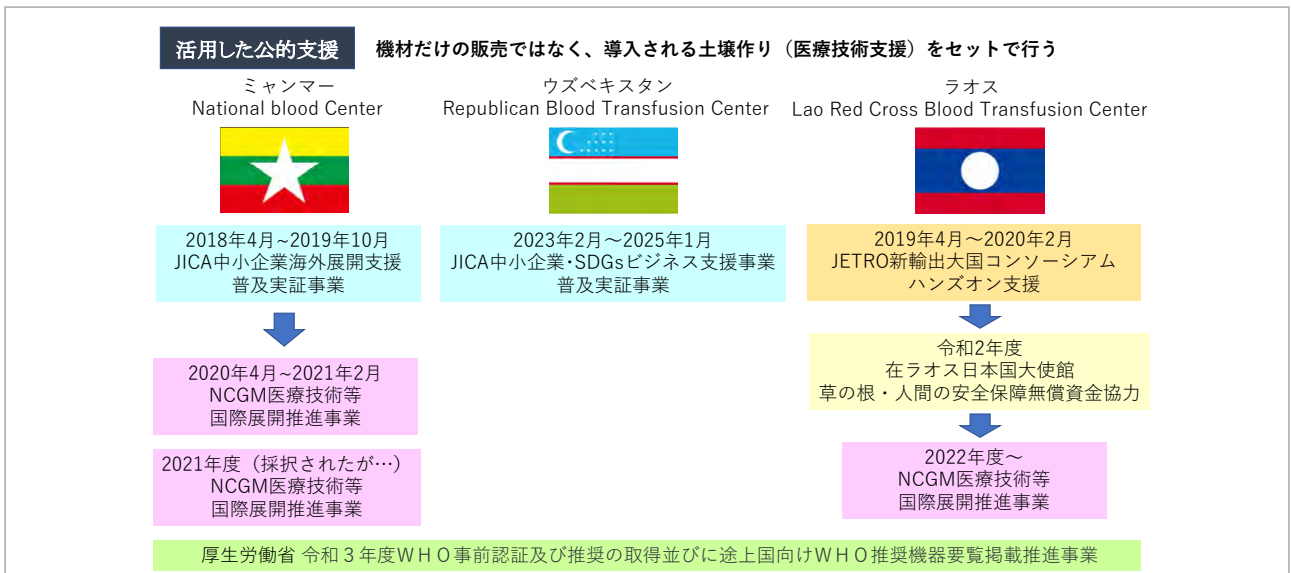 活用した公的支援
機材だけの販売ではなく、導入される土壌作り（医療技術支援）をセットで行う
ミャンマー
National blood Center
2018年4月~2019年10月
JICA中小企業海外展開支援
普及実証事業
2020年4月~2021年2月
NCGM医療技術等
国際展開推進事業
2021年度（採択されたが…）
NCGM医療技術等
国際展開推進事業
ウズベキスタン
Republican Blood Transfusion Center
2023年2月～2025年1月
JICA中小企業・SDGsビジネス支援事業
普及実証事業
ラオス
Lao Red Cross Blood Transfusion Center
2019年4月～2020年2月
JETRO新輸出大国コンソーシアム
ハンズオン支援
令和2年度
在ラオス日本国大使館
草の根・人間の安全保障無償資金協力
2022年度～
NCGM医療技術等
国際展開推進事業
厚生労働省 令和３年度ＷＨＯ事前認証及び推奨の取得並びに途上国向けＷＨＯ推奨機器要覧掲載推進事業